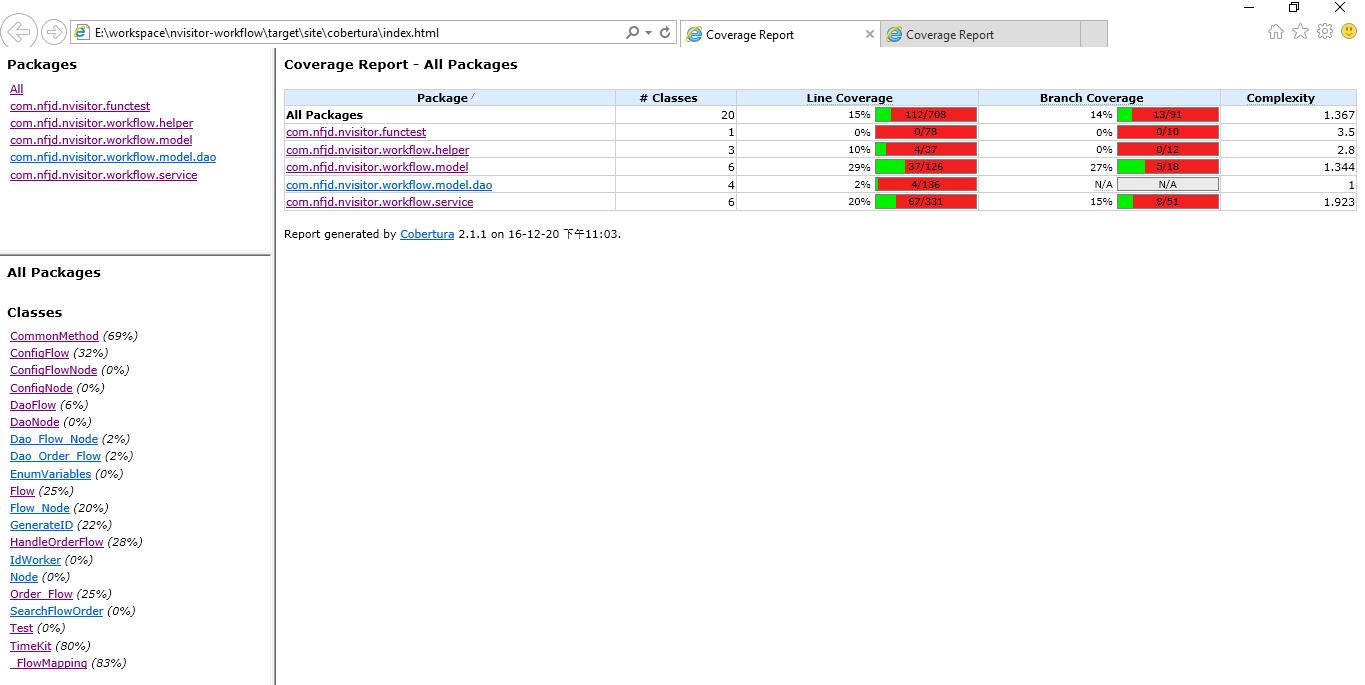 E:\workspace\nvisitor-workflow\target\site\cobertura\index.html
Coverage Report
Coverage Report
Packages
All
com.nfjd.nvisitor.functest
com.nfjd.nvisitor.workflow.helper
com.nfjd.nvisitor.workflow.model
com.nfjd.nvisitor.workflow.model.dao
com.nfjd.nvisitor.workflow.service
All Packages
Classes
CommonMethod (69%)
ConfigFlow (32%)
ConfigFlowNode (0%)
ConfigNode (0%)
DaoFlow (6%)
DaoNode (0%)
Dao_Flow_Node (2%)
Dao_Order_Flow (2%)
EnumVariables (0%)
Flow (25%)
Flow_Node (20%)
GenerateID (22%)
HandleOrderFlow (28%)
IdWorker (0%)
Node (0%)
Order_Flow (25%)
SearchFlowOrder (0%)
Test (0%)
TimeKit (80%)
_FlowMapping (83%)
Coverage Report - All Packages
Package # Classes Line Coverage Branch Coverage Complexity
All Packages 20 15% 112/708 14% 13/91 1.367
com.nfjd.nvisitor.functest 1 0% 0/78 0% 0/10 3.5
com.nfjd.nvisitor.workflow.helper 3 10% 4/37 0% 0/12 2.8
com.nfjd.nvisitor.workflow.model 6 29% 37/126 27% 5/18 1.344
com.nfjd.nvisitor.workflow.model.dao 4 2% 4/136 N/A N/A 1
com.nfjd.nvisitor.workflow.service 6 20% 67/331 15% 8/51 1.923
Report generated by Cobertura 2.1.1 on 16-12-20 下午11:03.